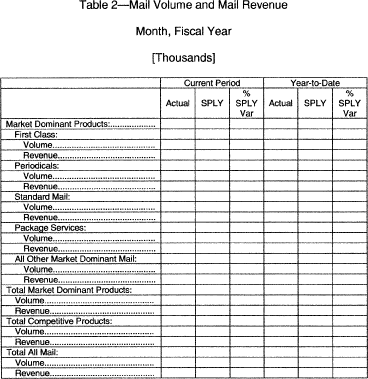 Table 2—Mail Volume and Mail Revenue
Month, Fiscal Year
[Thousands]
Current Period Year-to-Date
Actual SPLY % SPLY Var Actual SPLY % SPLY Var
Market Dominant Products:..................
First Class:
Volume......................................
Revenue....................................
Periodicals:
Volume......................................
Revenue....................................
Standard Mail:
Volume......................................
Revenue....................................
Package Services:
Volume......................................
Revenue....................................
All Other Market Dominant Mail:
Volume......................................
Revenue....................................
Total Market Dominant Products:
Volume........................................
Revenue......................................
Total Competitive Products:
Volume........................................
Revenue......................................
Total All Mail:
Volume........................................
Revenue......................................